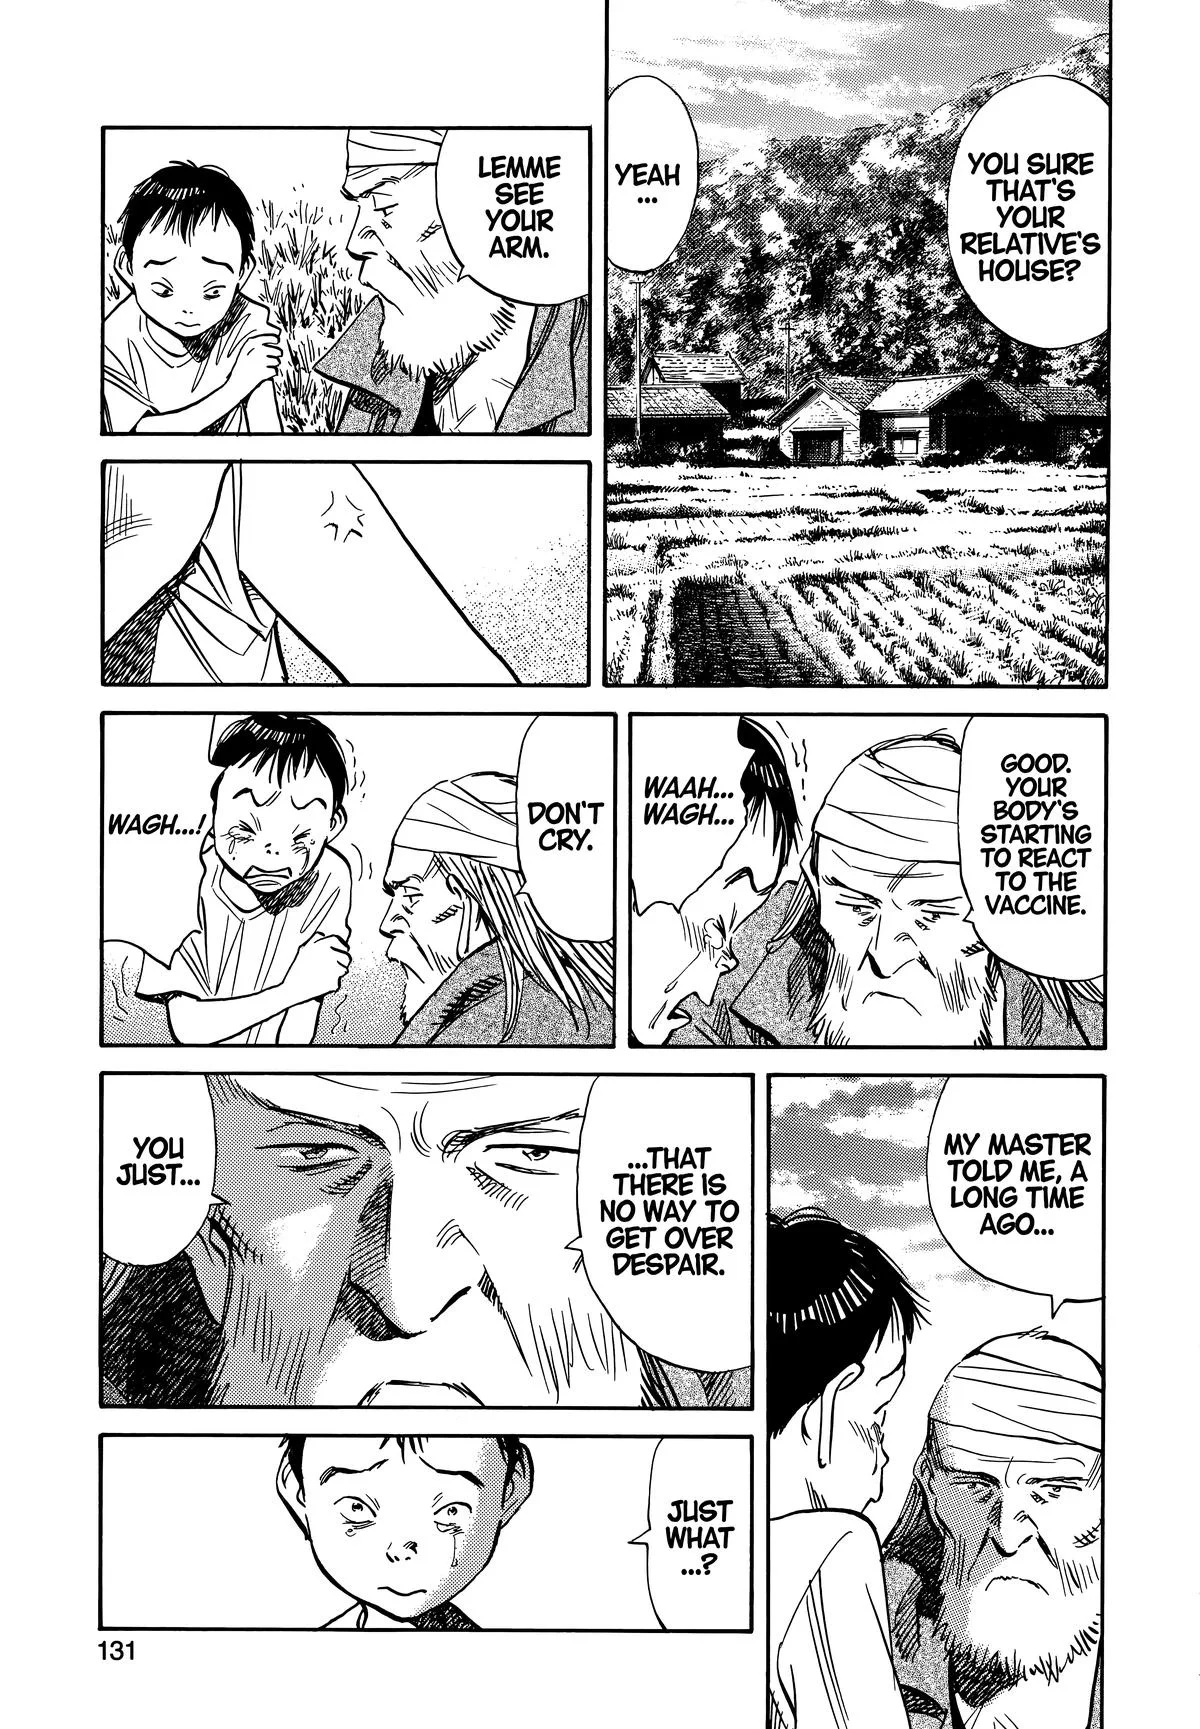 YOU SURE
THAT'S
YOUR
RELATIVE'S
HOUSE?
YEAH
...
LEMME
SEE
YOUR
ARM.
GOOD.
YOUR
BODY'S
STARTING
TO REACT
TO THE
VACCINE.
WAAH...
WAGH...
DON'T
CRY.
WAGH...!
MY MASTER
TOLD ME, A
LONG TIME
AGO...
...THAT
THERE IS
NO WAY TO
GET OVER
DESPAIR.
YOU
JUST...
JUST
WHAT
...?
131